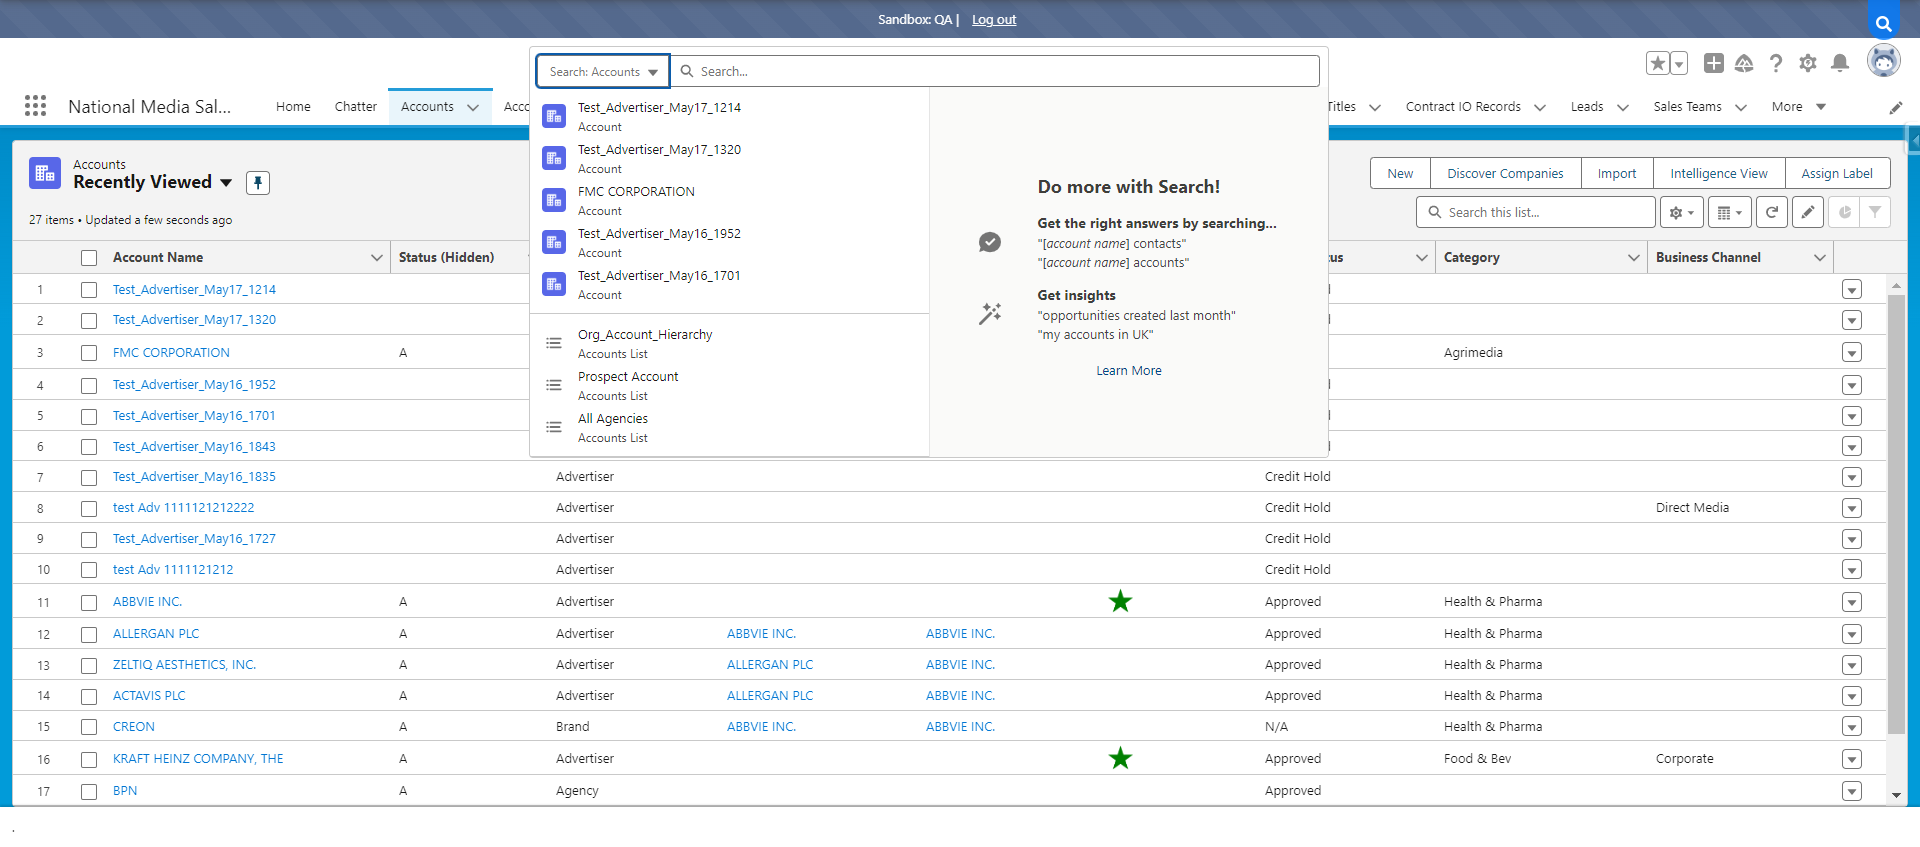 Sandbox: QA | Log out
Search: Accounts Search...
National Media Sal... Home Chatter Accounts Contract IO Records Leads Sales Teams More
Test_Advertiser_May17_1214
Account
Test_Advertiser_May17_1320
Account
FMC CORPORATION
Account
Test_Advertiser_May16_1952
Account
Test_Advertiser_May16_1701
Account
Org_Account_Hierarchy
Accounts List
Prospect Account
Accounts List
All Agencies
Accounts List
Do more with Search!
Get the right answers by searching...
"[account name] contacts"
"[account name] accounts"
Get insights
"opportunities created last month"
"my accounts in UK"
Learn More
Accounts
Recently Viewed
27 items • Updated a few seconds ago
New Discover Companies Import Intelligence View Assign Label
Search this list...
Account Name Status (Hidden) Category Business Channel
1 Test_Advertiser_May17_1214
2 Test_Advertiser_May17_1320
3 FMC CORPORATION A Agrimedia
4 Test_Advertiser_May16_1952
5 Test_Advertiser_May16_1701
6 Test_Advertiser_May16_1843
7 Test_Advertiser_May16_1835 Advertiser Credit Hold
8 test Adv 1111121212222 Advertiser Credit Hold Direct Media
9 Test_Advertiser_May16_1727 Advertiser Credit Hold
10 test Adv 1111121212 Advertiser Credit Hold
11 ABBVIE INC. A Advertiser Approved Health & Pharma
12 ALLERGAN PLC A Advertiser ABBVIE INC. ABBVIE INC. Approved Health & Pharma
13 ZELTIQ AESTHETICS, INC. A Advertiser ALLERGAN PLC ABBVIE INC. Approved Health & Pharma
14 ACTAVIS PLC A Advertiser ALLERGAN PLC ABBVIE INC. Approved Health & Pharma
15 CREON A Brand ABBVIE INC. ABBVIE INC. N/A Health & Pharma
16 KRAFT HEINZ COMPANY, THE A Advertiser Approved Food & Bev Corporate
17 BPN A Agency Approved